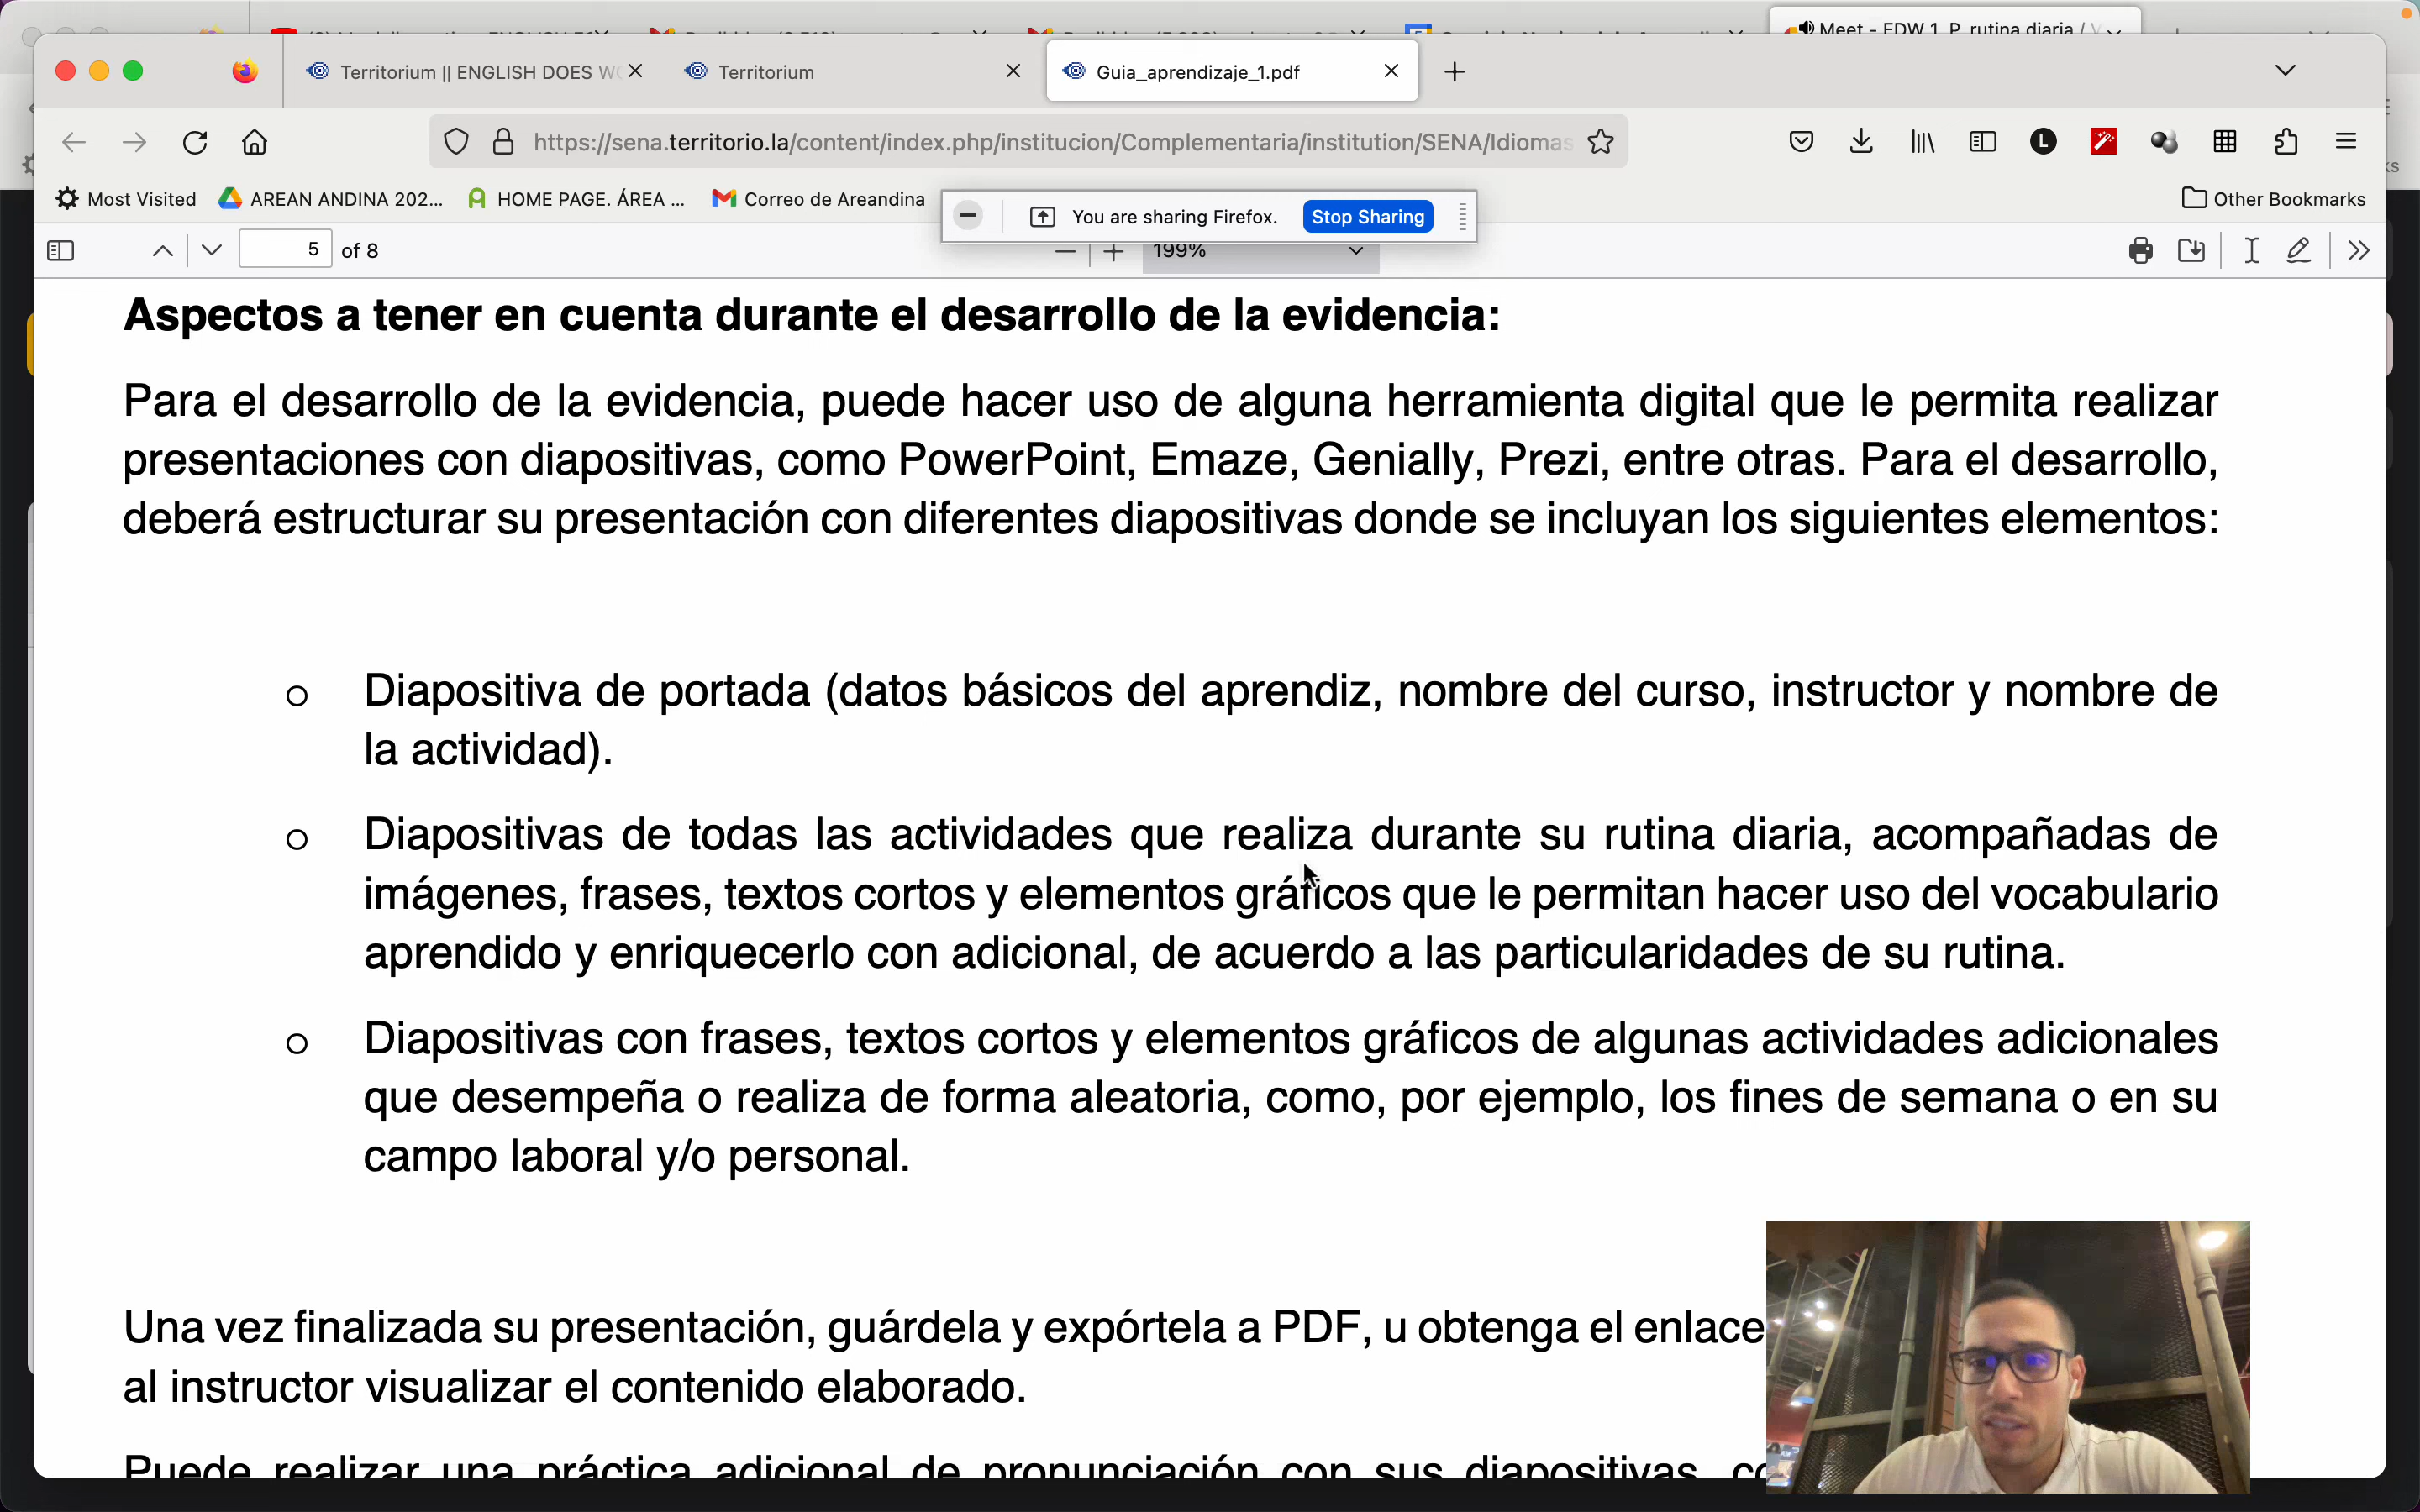 Meet - EDW 1. P. rutina diaria /
Territorium || ENGLISH DOES WO
Territorium
Guia_aprendizaje_1.pdf
https://sena.territorio.la/content/index.php/institucion/Complementaria/institution/SENA/Idiomas
L
Most Visited
AREAN ANDINA 202...
HOME PAGE. ÁREA ...
Correo de Areandina
You are sharing Firefox.
Stop Sharing
Other Bookmarks
5 of 8
199%
Aspectos a tener en cuenta durante el desarrollo de la evidencia:
Para el desarrollo de la evidencia, puede hacer uso de alguna herramienta digital que le permita realizar
presentaciones con diapositivas, como PowerPoint, Emaze, Genially, Prezi, entre otras. Para el desarrollo,
deberá estructurar su presentación con diferentes diapositivas donde se incluyan los siguientes elementos:
Diapositiva de portada (datos básicos del aprendiz, nombre del curso, instructor y nombre de
la actividad).
Diapositivas de todas las actividades que realiza durante su rutina diaria, acompañadas de
imágenes, frases, textos cortos y elementos gráficos que le permitan hacer uso del vocabulario
aprendido y enriquecerlo con adicional, de acuerdo a las particularidades de su rutina.
Diapositivas con frases, textos cortos y elementos gráficos de algunas actividades adicionales
que desempeña o realiza de forma aleatoria, como, por ejemplo, los fines de semana o en su
campo laboral y/o personal.
Una vez finalizada su presentación, guárdela y expórtela a PDF, u obtenga el enlace
al instructor visualizar el contenido elaborado.
Puede realizar una práctica adicional de pronunciación con sus diapositivas, co